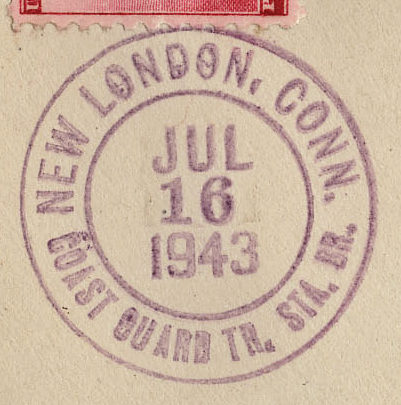 NEW LONDON, CONN.
JUL
16
1943
COAST GUARD TR. STA. BR.